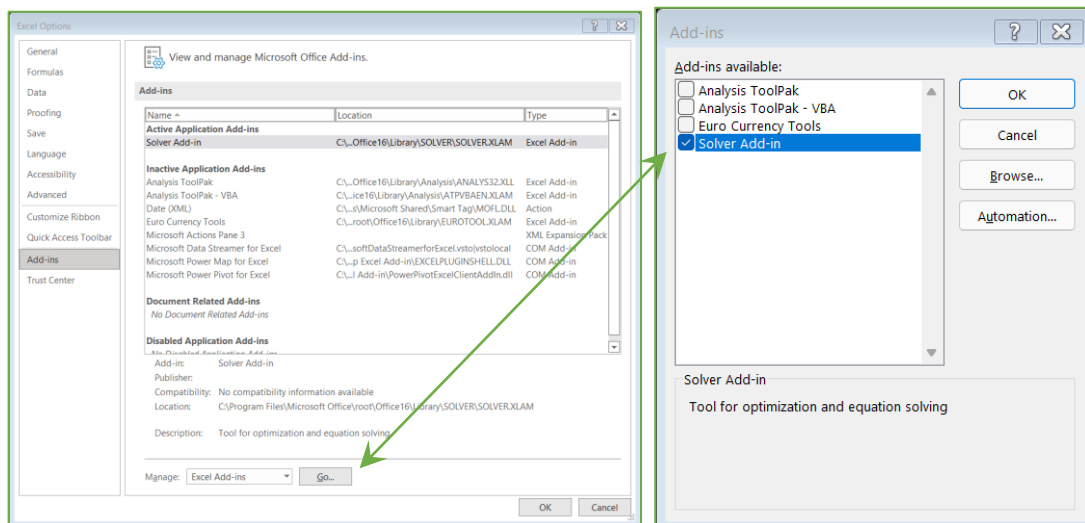 Excel Options
General
Formulas
Data
Proofing
Save
Language
Accessibility
Advanced
Customize Ribbon
Quick Access Toolbar
Add-ins
Trust Center
View and manage Microsoft Office Add-ins.
Add-ins
Name Location Type
Active Application Add-ins
Solver Add-in C:\...Office16\Library\SOLVER\SOLVER.XLAM Excel Add-in
Inactive Application Add-ins
Analysis ToolPak C:\...Office16\Library\Analysis\ANALYS32.XLL Excel Add-in
Analysis ToolPak - VBA C:\...ice16\Library\Analysis\ATPVBAEN.XLAM Excel Add-in
Date (XML) C:\...s\Microsoft Shared\Smart Tag\MOFL.DLL Action
Euro Currency Tools C:\...root\Office16\Library\EUROTOOL.XLAM Excel Add-in
Microsoft Actions Pane 3 XML Expansion Pack
Microsoft Data Streamer for Excel C:\...softDataStreamerforExcel.vsto|vstolocal COM Add-in
Microsoft Power Map for Excel C:\...p Excel Add-in\EXCELPLUGINSHELL.DLL COM Add-in
Microsoft Power Pivot for Excel C:\...l Add-in\PowerPivotExcelClientAddIn.dll COM Add-in
Document Related Add-ins
No Document Related Add-ins
Disabled Application Add-ins
No Disabled Application Add-ins
Add-in: Solver Add-in
Publisher:
Compatibility: No compatibility information available
Location: C:\Program Files\Microsoft Office\root\Office16\Library\SOLVER\SOLVER.XLAM
Description: Tool for optimization and equation solving
Manage: Excel Add-ins Go...
OK Cancel
Add-ins
Add-ins available:
Analysis ToolPak
Analysis ToolPak - VBA
Euro Currency Tools
Solver Add-in
OK
Cancel
Browse...
Automation...
Solver Add-in
Tool for optimization and equation solving